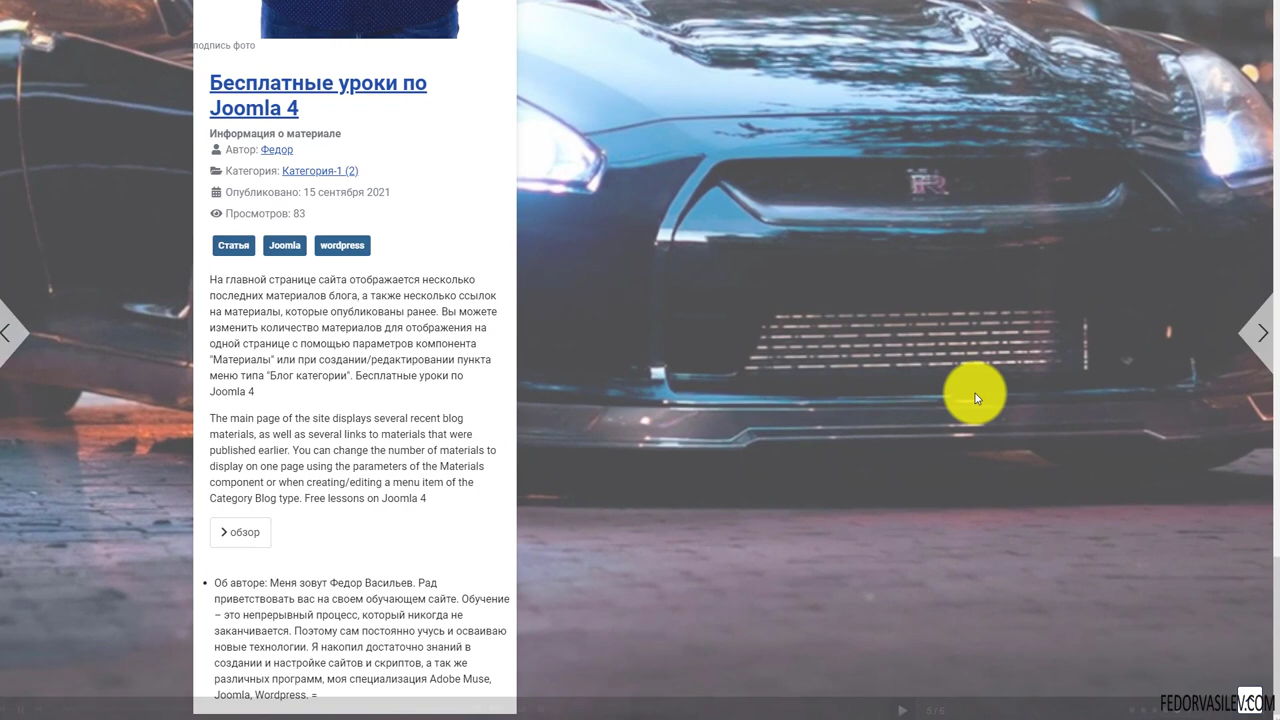 подпись фото
Бесплатные уроки по
Joomla 4
Информация о материале
Автор: Федор
Категория: Категория-1 (2)
Опубликовано: 15 сентября 2021
Просмотров: 83
Статья Joomla wordpress
На главной странице сайта отображается несколько
последних материалов блога, а также несколько ссылок
на материалы, которые опубликованы ранее. Вы можете
изменить количество материалов для отображения на
одной странице с помощью параметров компонента
"Материалы" или при создании/редактировании пункта
меню типа "Блог категории". Бесплатные уроки по
Joomla 4
The main page of the site displays several recent blog
materials, as well as several links to materials that were
published earlier. You can change the number of materials to
display on one page using the parameters of the Materials
component or when creating/editing a menu item of the
Category Blog type. Free lessons on Joomla 4
обзор
• Об авторе: Меня зовут Федор Васильев. Рад
приветствовать вас на своем обучающем сайте. Обучение
– это непрерывный процесс, который никогда не
заканчивается. Поэтому сам постоянно учусь и осваиваю
новые технологии. Я накопил достаточно знаний в
создании и настройке сайтов и скриптов, а так же
различных программ, моя специализация Adobe Muse,
Joomla, Wordpress. =
5 / 6
FEDORVASILEV.COM